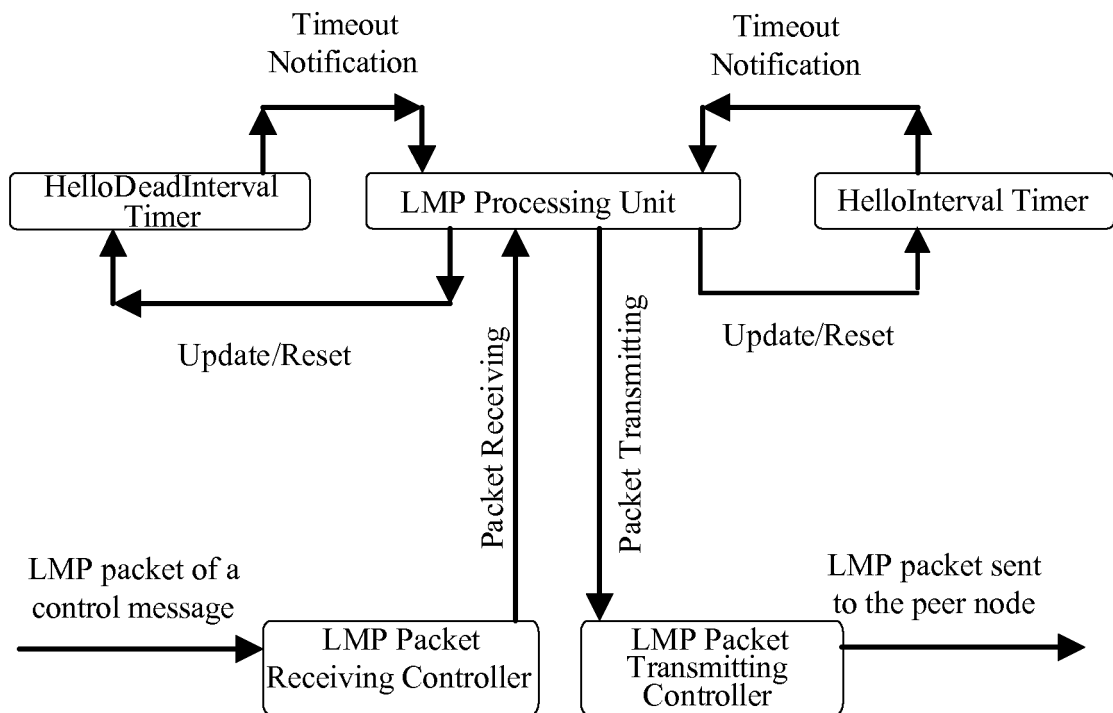 Timeout
Notification
Timeout
Notification
HelloDeadInterval
Timer
LMP Processing Unit
HelloInterval Timer
Update/Reset
Update/Reset
Packet Receiving
Packet Transmitting
LMP packet of a
control message
LMP packet sent
to the peer node
LMP Packet
Receiving Controller
LMP Packet
Transmitting
Controller